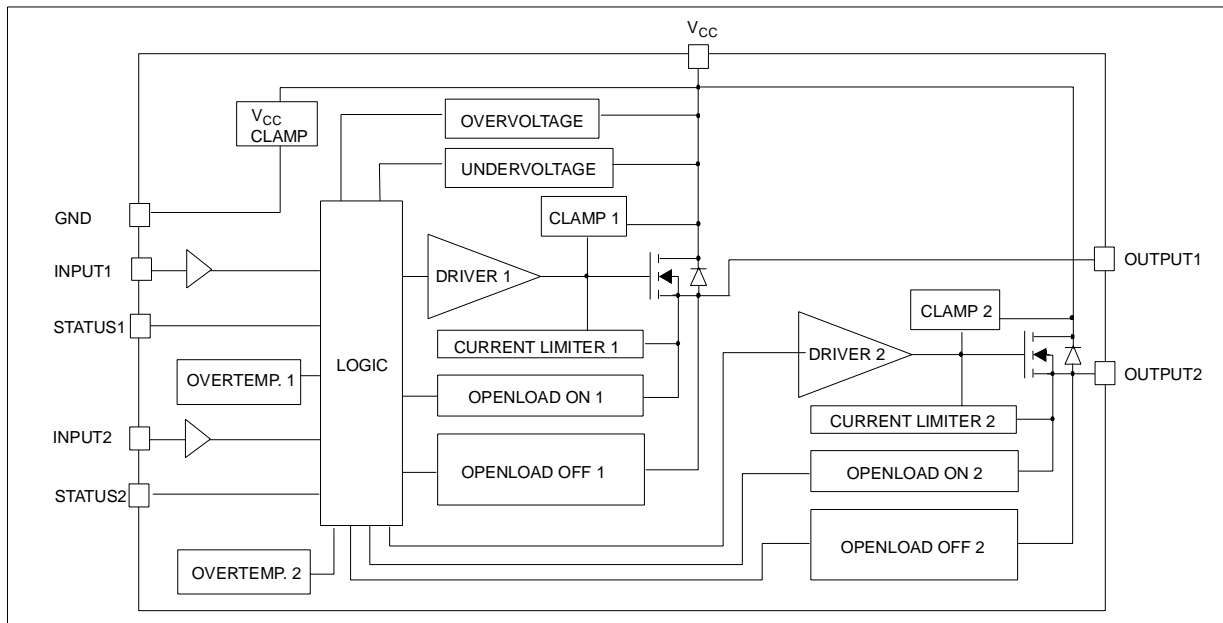 VCC
VCC
CLAMP
OVERVOLTAGE
UNDERVOLTAGE
GND
CLAMP 1
INPUT1
DRIVER 1
OUTPUT1
STATUS1
CLAMP 2
CURRENT LIMITER 1
DRIVER 2
LOGIC
OVERTEMP. 1
OUTPUT2
OPENLOAD ON 1
CURRENT LIMITER 2
INPUT2
OPENLOAD OFF 1
OPENLOAD ON 2
STATUS2
OPENLOAD OFF 2
OVERTEMP. 2